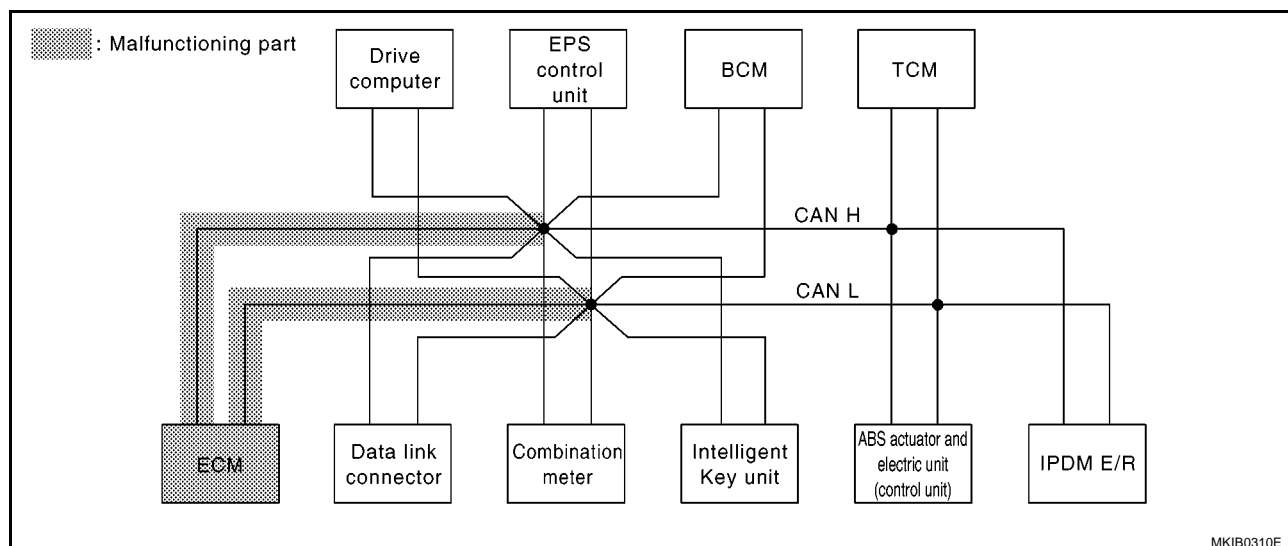 : Malfunctioning part
Drive
computer
EPS
control
unit
BCM
TCM
CAN H
CAN L
ECM
Data link
connector
Combination
meter
Intelligent
Key unit
ABS actuator and
electric unit
(control unit)
IPDM E/R
MKIB0310E